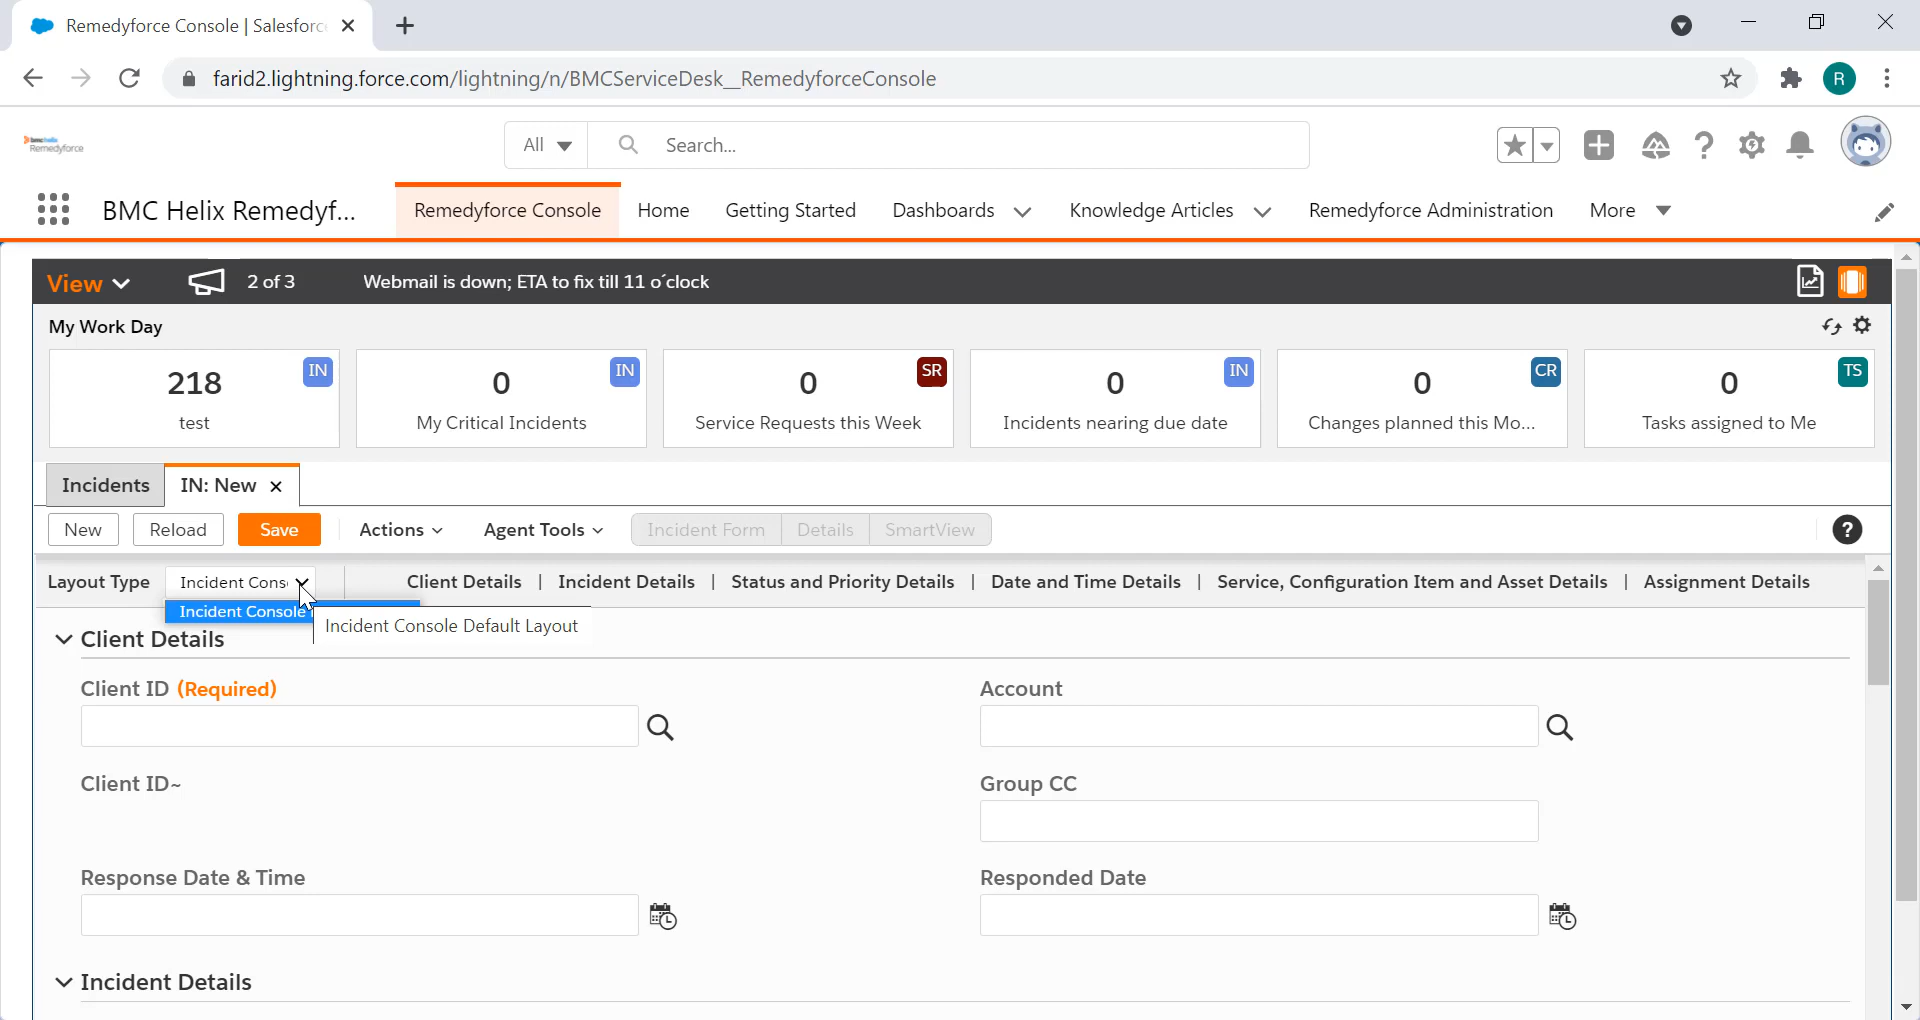 Remedyforce Console | Salesforc
farid2.lightning.force.com/lightning/n/BMCServiceDesk__RemedyforceConsole
R
bmc helix
Remedyforce
All
Search...
BMC Helix Remedyf...
Remedyforce Console
Home
Getting Started
Dashboards
Knowledge Articles
Remedyforce Administration
More
View
2 of 3
Webmail is down; ETA to fix till 11 o´clock
My Work Day
218
IN
test
0
IN
My Critical Incidents
0
SR
Service Requests this Week
0
IN
Incidents nearing due date
0
CR
Changes planned this Mo...
0
TS
Tasks assigned to Me
Incidents
IN: New
New
Reload
Save
Actions
Agent Tools
Incident Form
Details
SmartView
?
Layout Type
Incident Cons
Client Details | Incident Details | Status and Priority Details | Date and Time Details | Service, Configuration Item and Asset Details | Assignment Details
Incident Console
Incident Console Default Layout
Client Details
Client ID (Required)
Account
Client ID~
Group CC
Response Date & Time
Responded Date
Incident Details